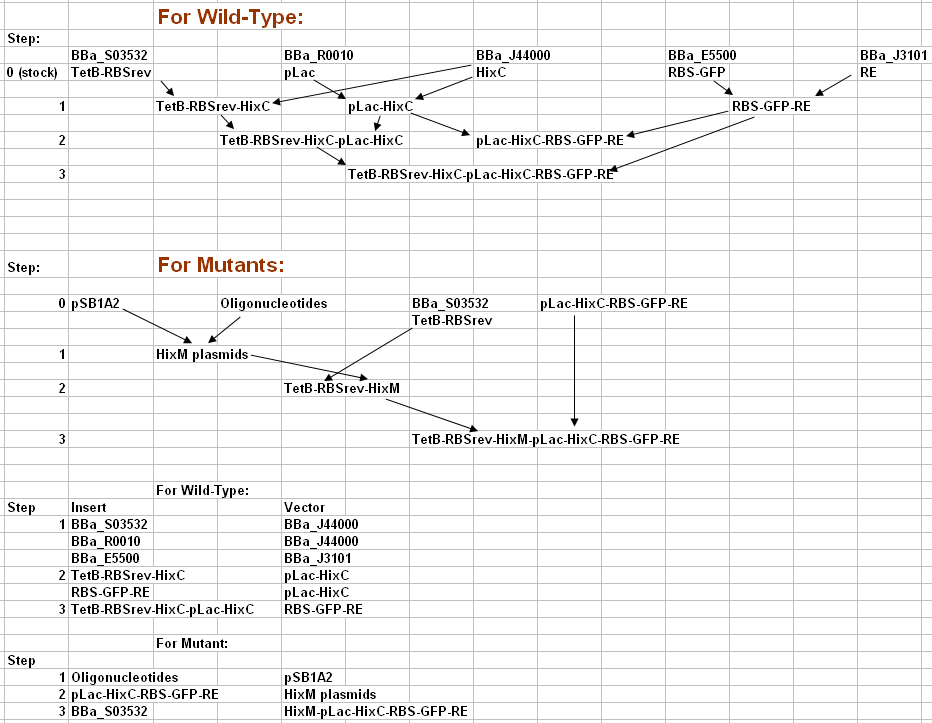 For Wild-Type:
Step:
BBa_S03532 BBa_R0010 BBa_J44000 BBa_E5500 BBa_J3101
0 (stock) TetB-RBSrev pLac HixC RBS-GFP RE
1 TetB-RBSrev-HixC pLac-HixC RBS-GFP-RE
2 TetB-RBSrev-HixC-pLac-HixC pLac-HixC-RBS-GFP-RE
3 TetB-RBSrev-HixC-pLac-HixC-RBS-GFP-RE
Step: For Mutants:
0 pSB1A2 Oligonucleotides BBa_S03532 pLac-HixC-RBS-GFP-RE
TetB-RBSrev
1 HixM plasmids
2 TetB-RBSrev-HixM
3 TetB-RBSrev-HixM-pLac-HixC-RBS-GFP-RE
For Wild-Type:
Step Insert Vector
1 BBa_S03532 BBa_J44000
BBa_R0010 BBa_J44000
BBa_E5500 BBa_J3101
2 TetB-RBSrev-HixC pLac-HixC
RBS-GFP-RE pLac-HixC
3 TetB-RBSrev-HixC-pLac-HixC RBS-GFP-RE
For Mutant:
Step
1 Oligonucleotides pSB1A2
2 pLac-HixC-RBS-GFP-RE HixM plasmids
3 BBa_S03532 HixM-pLac-HixC-RBS-GFP-RE